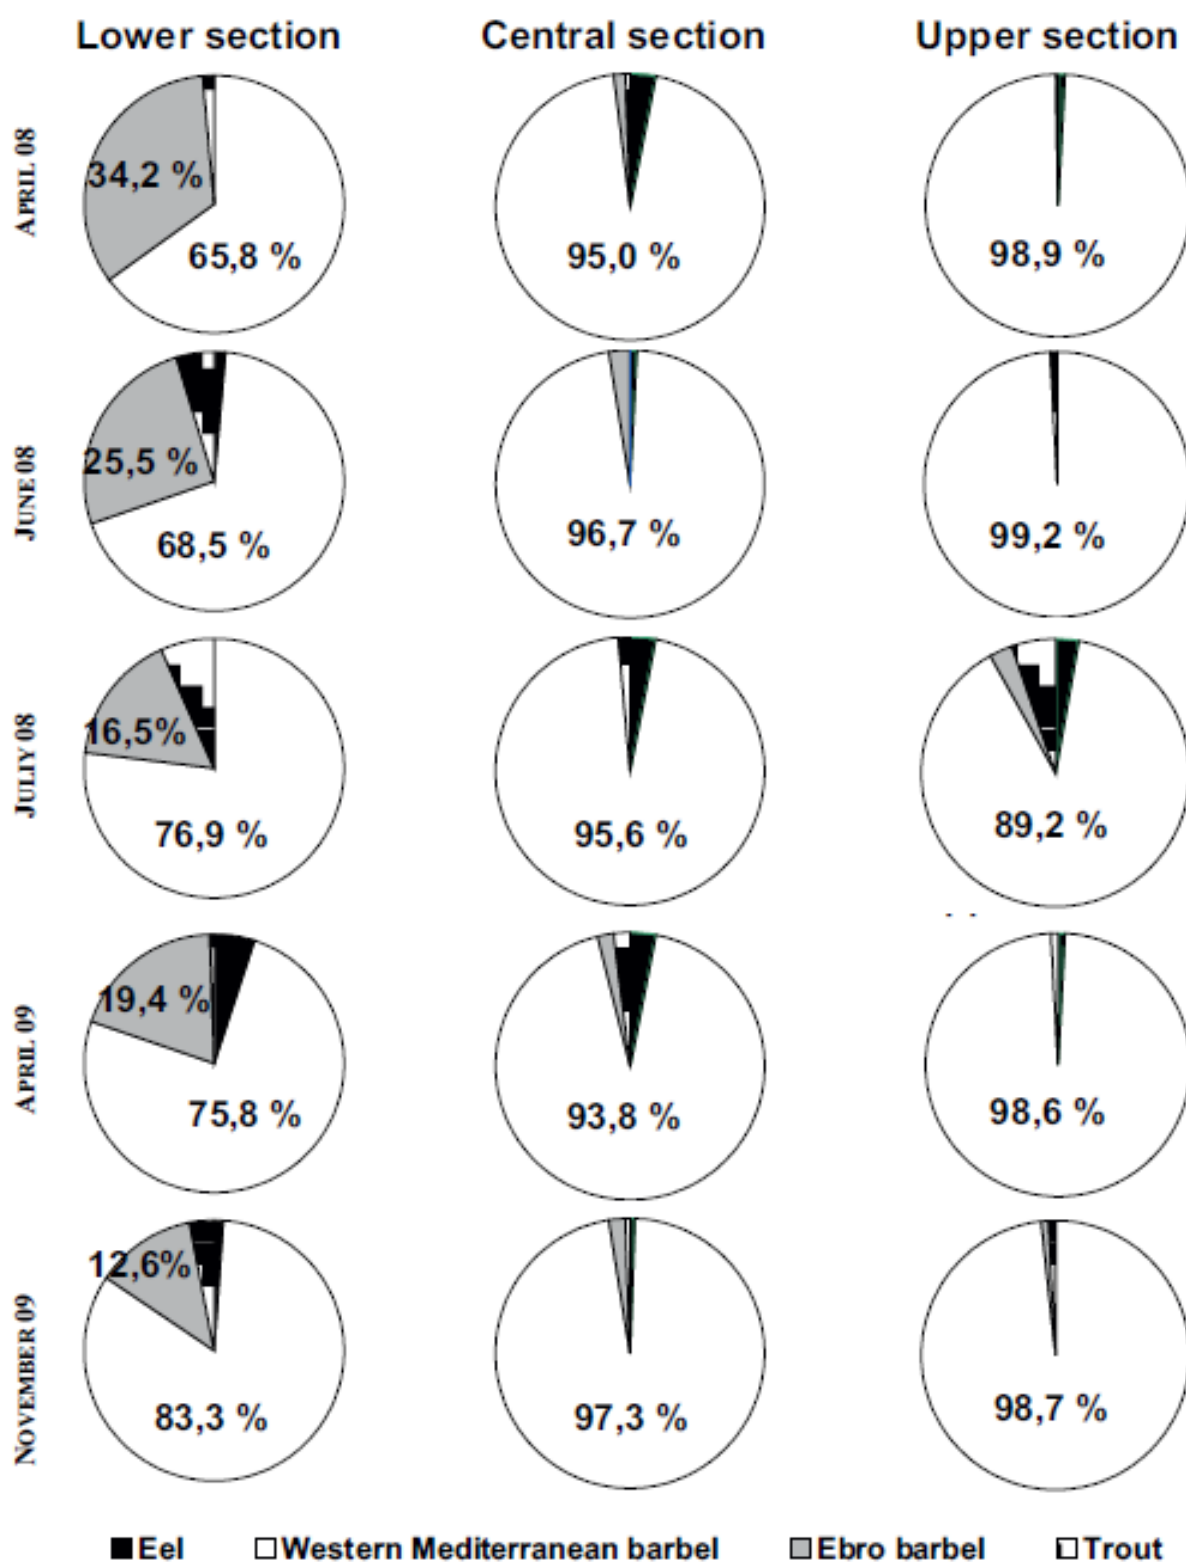 Lower section Central section Upper section
APRIL 08
34,2 %
65,8 %
95,0 %
98,9 %
JUNE 08
25,5 %
68,5 %
96,7 %
99,2 %
JULIY 08
16,5%
76,9 %
95,6 %
89,2 %
APRIL 09
19,4 %
75,8 %
93,8 %
98,6 %
NOVEMBER 09
12,6%
83,3 %
97,3 %
98,7 %
Eel Western Mediterranean barbel Ebro barbel Trout